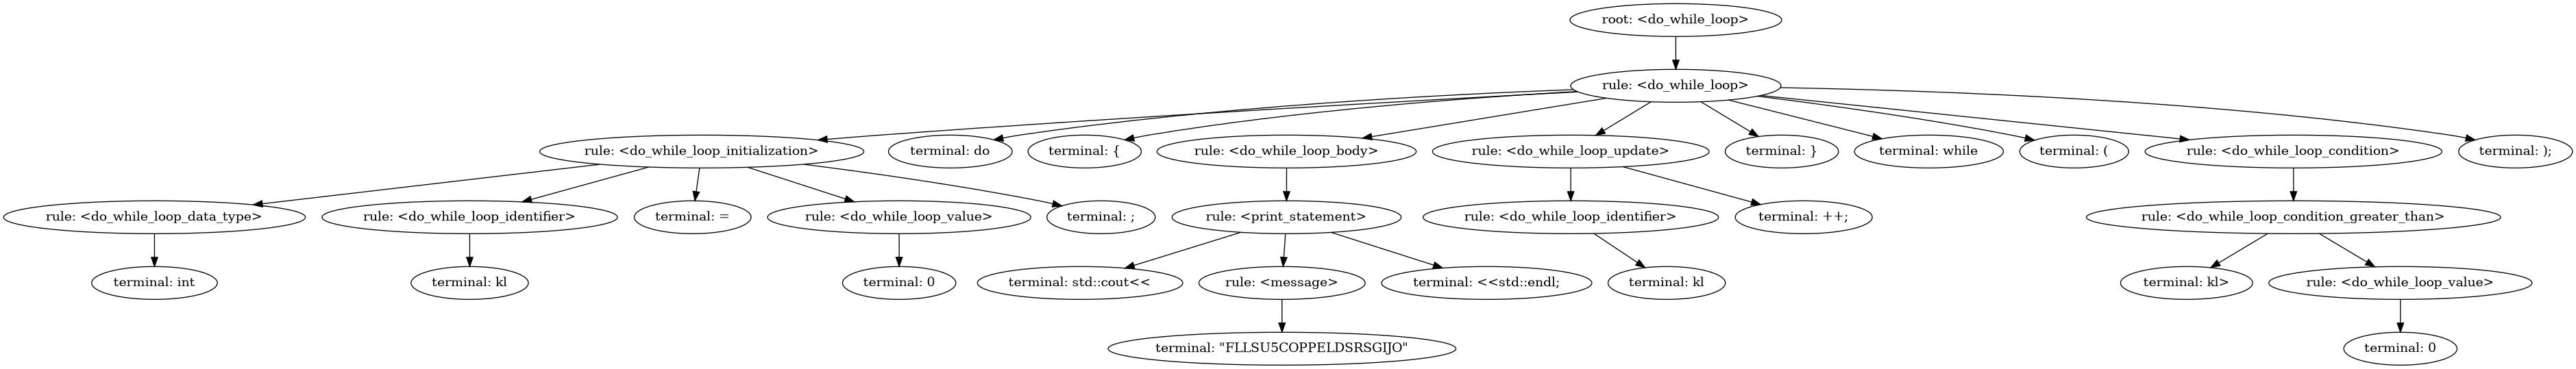 root: <do_while_loop>
rule: <do_while_loop>
rule: <do_while_loop_initialization>
terminal: do
terminal: {
rule: <do_while_loop_body>
rule: <do_while_loop_update>
terminal: }
terminal: while
terminal: (
rule: <do_while_loop_condition>
terminal: );
rule: <do_while_loop_data_type>
rule: <do_while_loop_identifier>
terminal: =
rule: <do_while_loop_value>
terminal: ;
rule: <print_statement>
rule: <do_while_loop_identifier>
terminal: ++;
rule: <do_while_loop_condition_greater_than>
terminal: int
terminal: kl
terminal: 0
terminal: std::cout<<
rule: <message>
terminal: <<std::endl;
terminal: kl
terminal: kl>
rule: <do_while_loop_value>
terminal: "FLLSU5COPPELDSRSGIJO"
terminal: 0